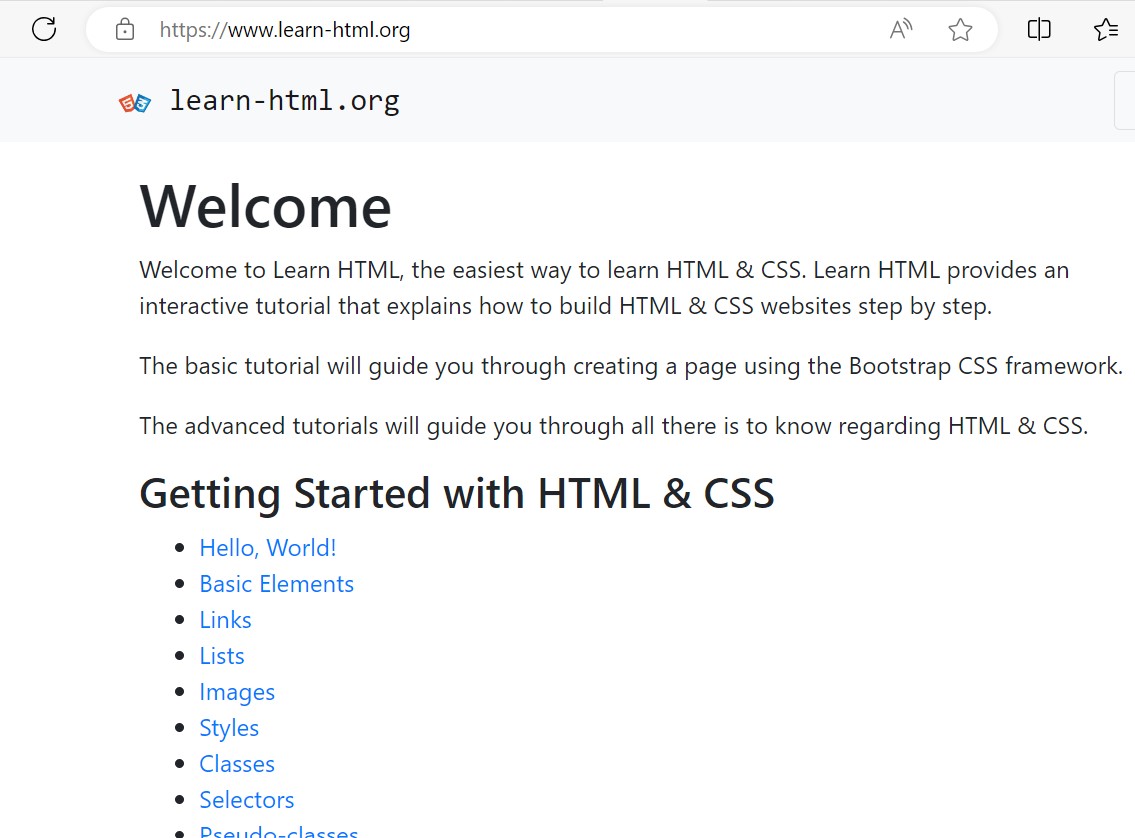 https://www.learn-html.org
learn-html.org
Welcome
Welcome to Learn HTML, the easiest way to learn HTML & CSS. Learn HTML provides an
interactive tutorial that explains how to build HTML & CSS websites step by step.
The basic tutorial will guide you through creating a page using the Bootstrap CSS framework.
The advanced tutorials will guide you through all there is to know regarding HTML & CSS.
Getting Started with HTML & CSS
Hello, World!
Basic Elements
Links
Lists
Images
Styles
Classes
Selectors
Pseudo-classes